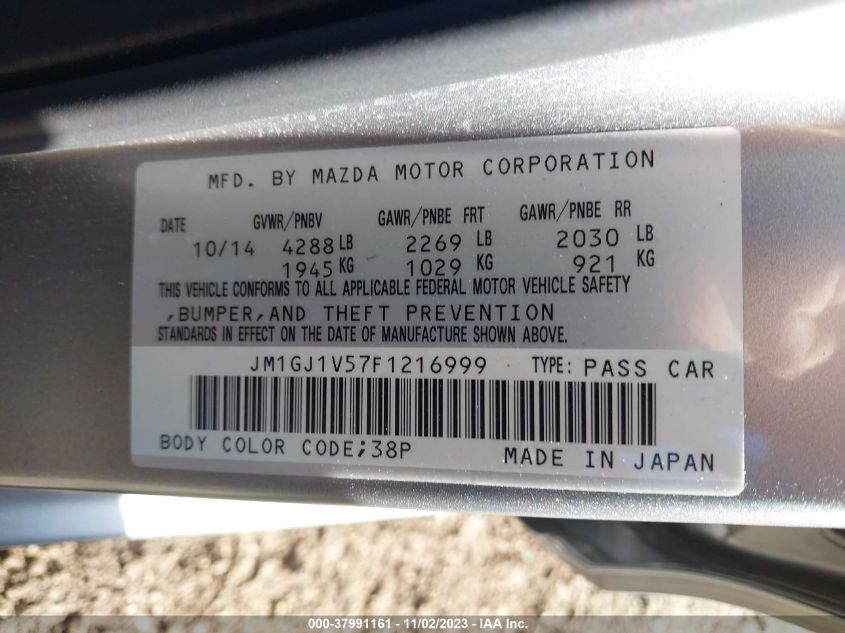 MFD. BY MAZDA MOTOR CORPORATION
DATE GVWR/PNBV GAWR/PNBE FRT GAWR/PNBE RR
10/14 4288 LB 2269 LB 2030 LB
1945 KG 1029 KG 921 KG
THIS VEHICLE CONFORMS TO ALL APPLICABLE FEDERAL MOTOR VEHICLE SAFETY
,BUMPER,AND THEFT PREVENTION
STANDARDS IN EFFECT ON THE DATE OF MANUFACTURE SHOWN ABOVE.
JM1GJ1V57F1216999 TYPE: PASS CAR
BODY COLOR CODE;38P MADE IN JAPAN
000-37991161 - 11/02/2023 - IAA Inc.